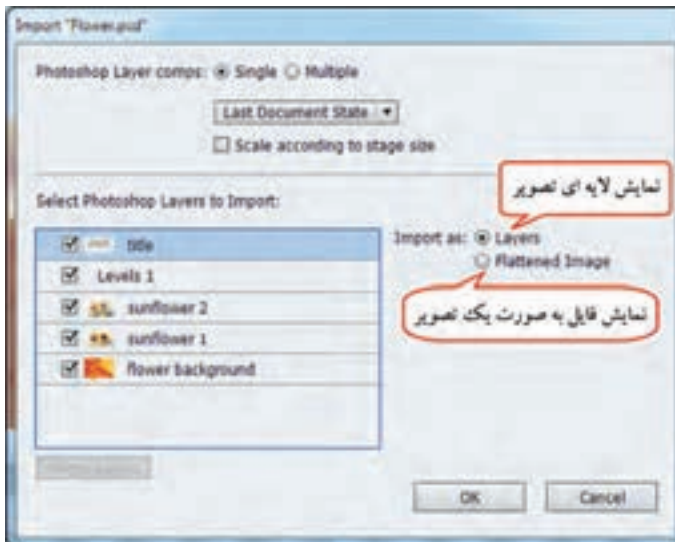 Import "Flower.psd"
Photoshop Layer comps: Single Multiple
Last Document State
Scale according to stage size
نمایش لایه ای تصویر
Select Photoshop Layers to Import:
Import as: Layers
Flattened Image
title
Levels 1
sunflower 2
sunflower 1
flower background
نمایش فایل به صورت یک تصویر
OK
Cancel